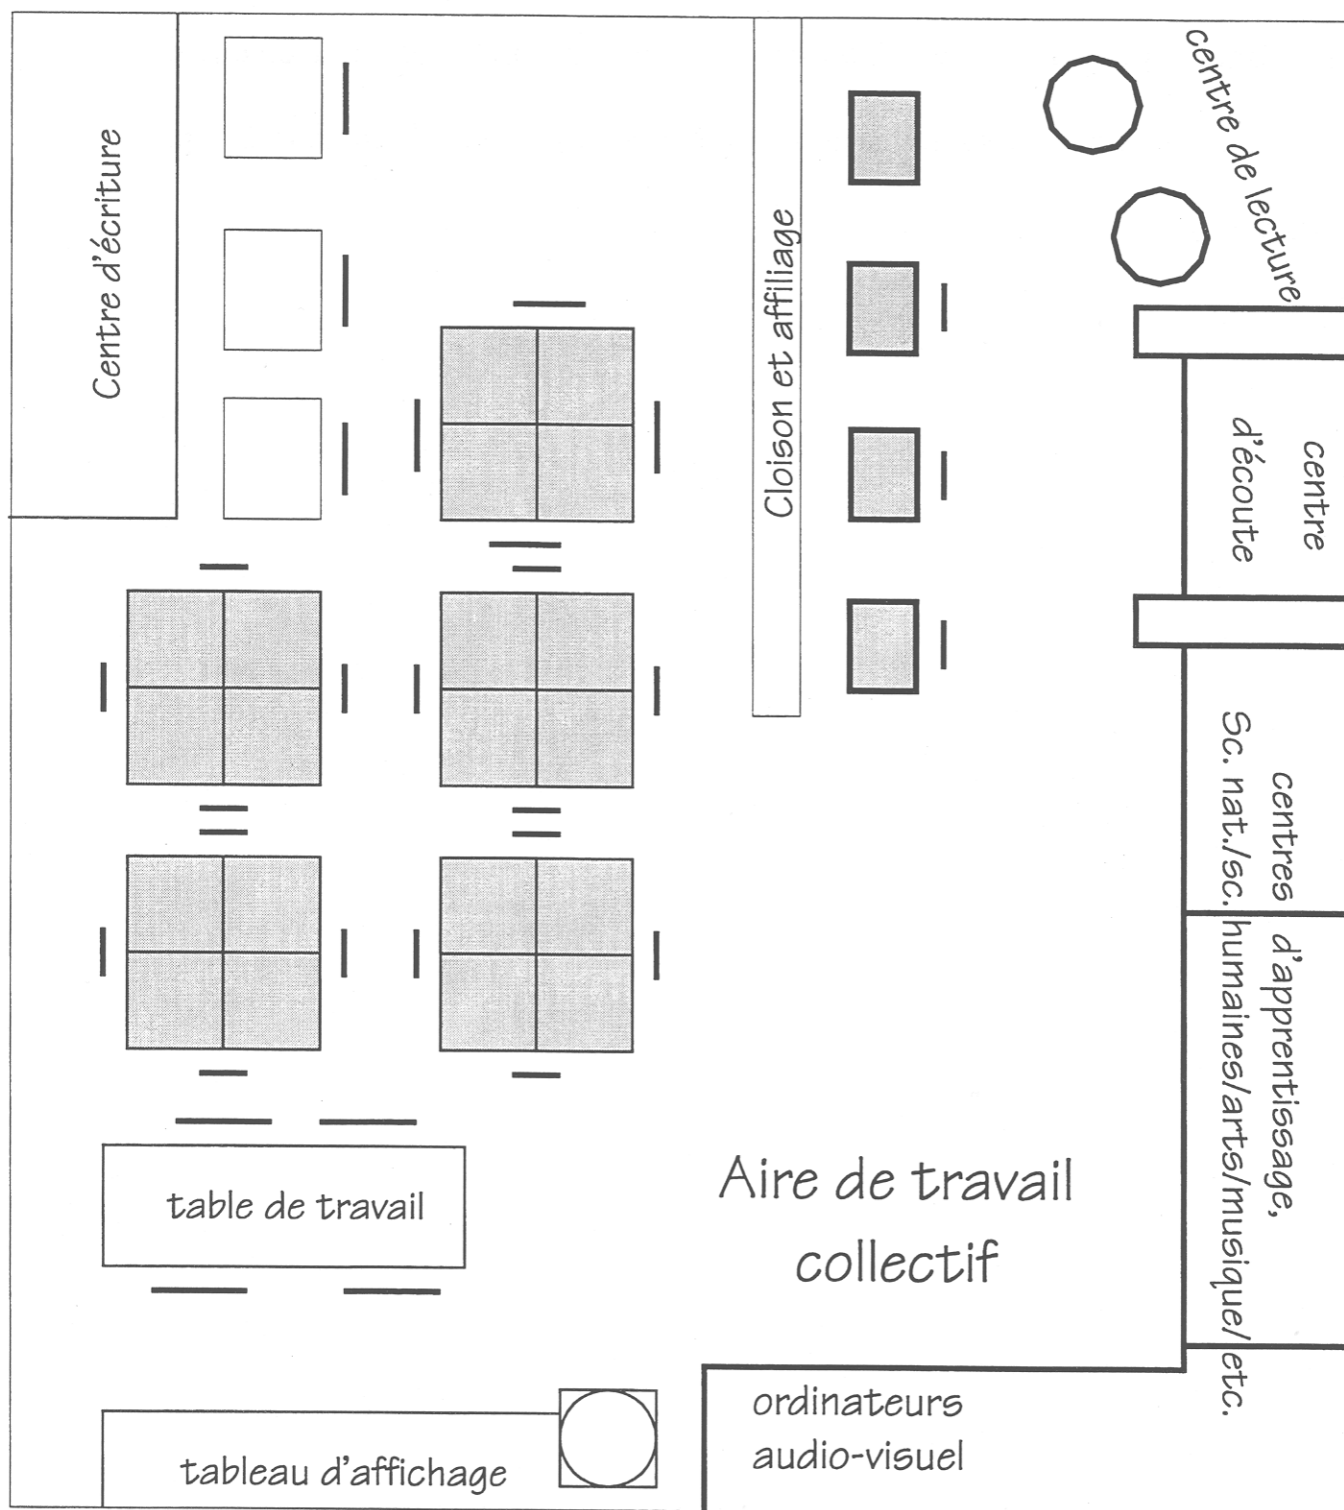 Centre d'écriture
Cloison et affiliage
centre de lecture
centre
d'écoute
centres d'apprentissage,
Sc. nat./sc. humaines/arts/musique/etc.
Aire de travail
collectif
table de travail
tableau d'affichage
ordinateurs
audio-visuel